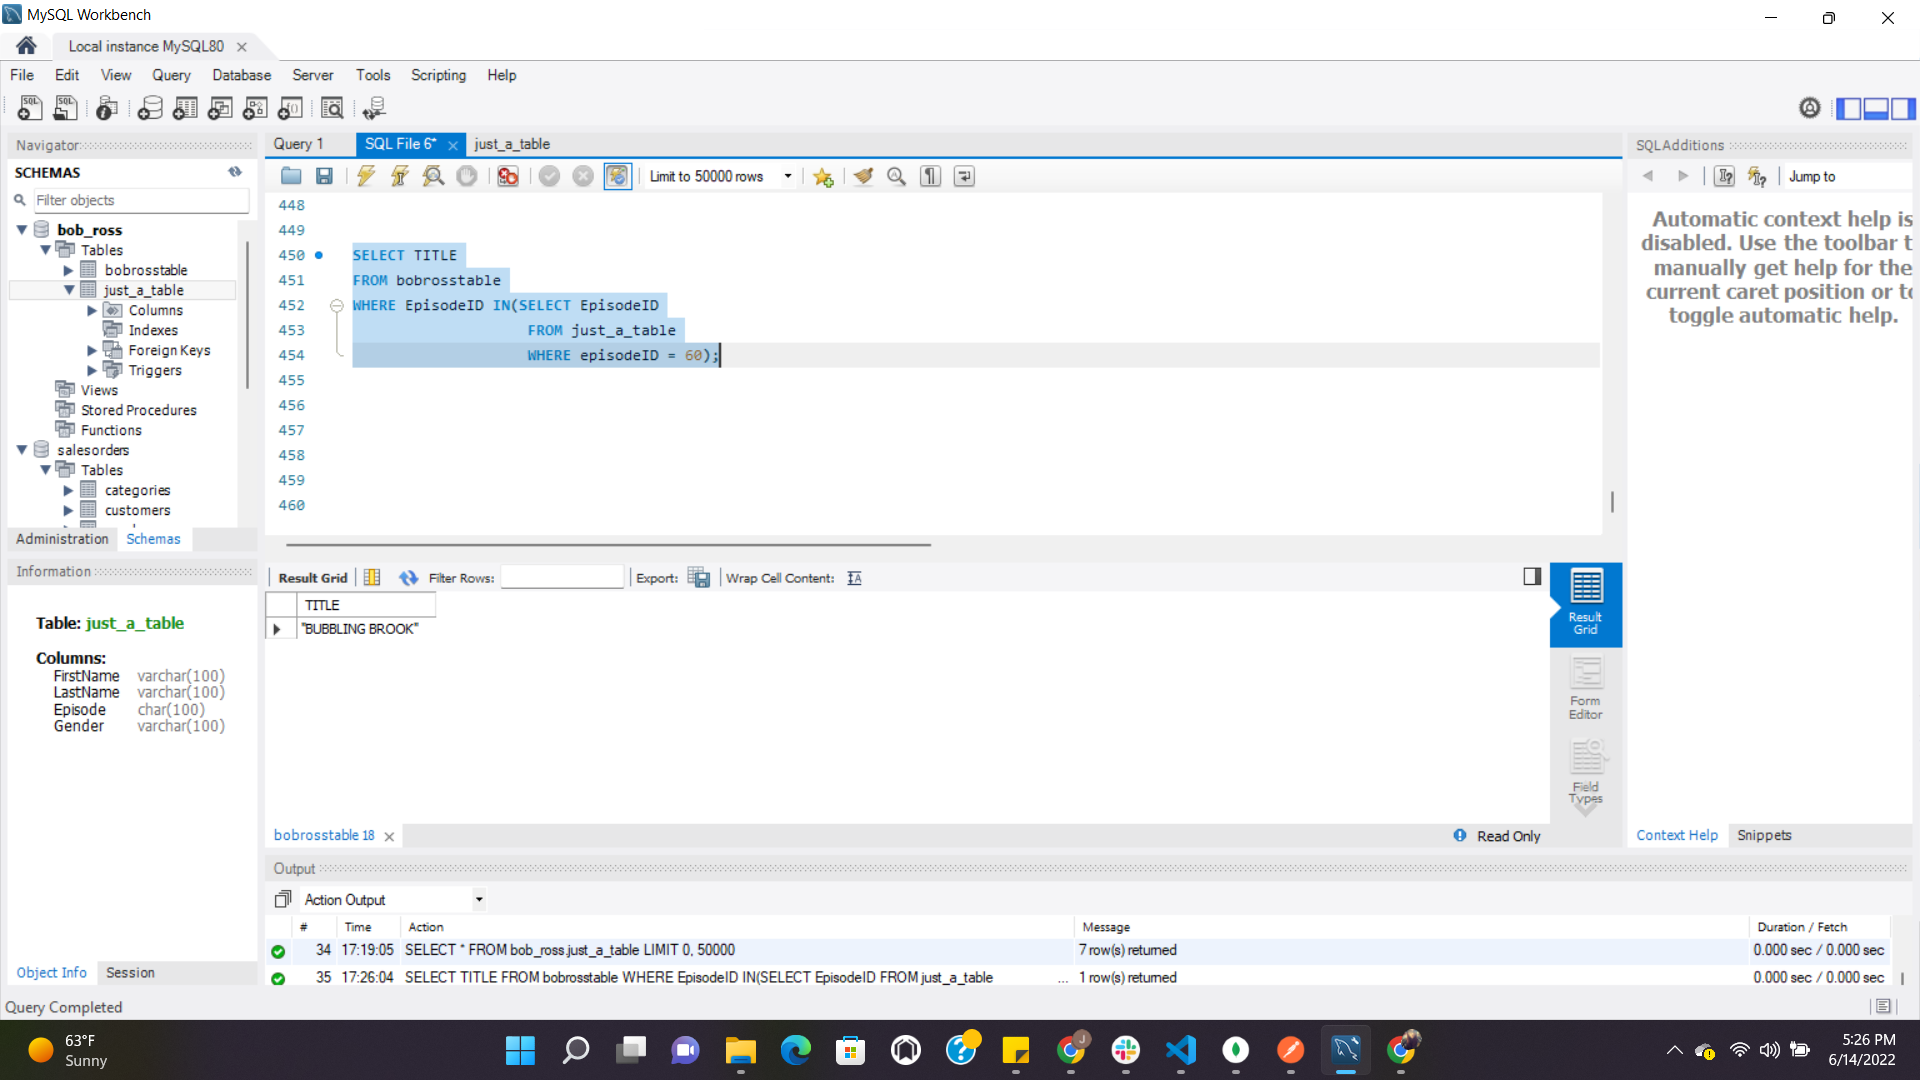 MySQL Workbench
Local instance MySQL80
File Edit View Query Database Server Tools Scripting Help
Navigator
SCHEMAS
Filter objects
bob_ross
Tables
bobrosstable
just_a_table
Columns
Indexes
Foreign Keys
Triggers
Views
Stored Procedures
Functions
salesorders
Tables
categories
customers
Administration Schemas
Information
Table: just_a_table
Columns:
FirstName varchar(100)
LastName varchar(100)
Episode char(100)
Gender varchar(100)
Object Info Session
Query 1 SQL File 6* just_a_table
Limit to 50000 rows
448
449
450 SELECT TITLE
451 FROM bobrosstable
452 WHERE EpisodeID IN(SELECT EpisodeID
453 FROM just_a_table
454 WHERE episodeID = 60);
455
456
457
458
459
460
Result Grid Filter Rows: Export: Wrap Cell Content:
TITLE
"BUBBLING BROOK"
Result
Grid
Form
Editor
Field
Types
bobrosstable 18 Read Only
SQLAdditions
Jump to
Automatic context help is
disabled. Use the toolbar t
manually get help for the
current caret position or to
toggle automatic help.
Context Help Snippets
Output
Action Output
# Time Action Message Duration / Fetch
34 17:19:05 SELECT * FROM bob_ross.just_a_table LIMIT 0, 50000 7 row(s) returned 0.000 sec / 0.000 sec
35 17:26:04 SELECT TITLE FROM bobrosstable WHERE EpisodeID IN(SELECT EpisodeID FROM just_a_table ... 1 row(s) returned 0.000 sec / 0.000 sec
Query Completed
63°F
Sunny
5:26 PM
6/14/2022